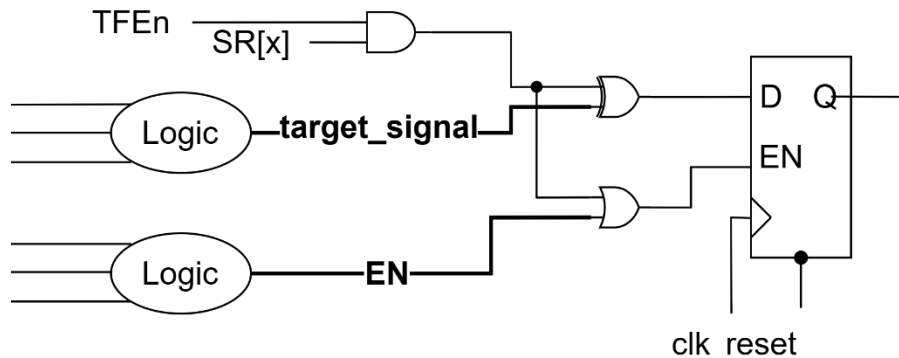 TFEn
SR[x]
Logic target_signal D Q
EN
Logic EN
clk reset